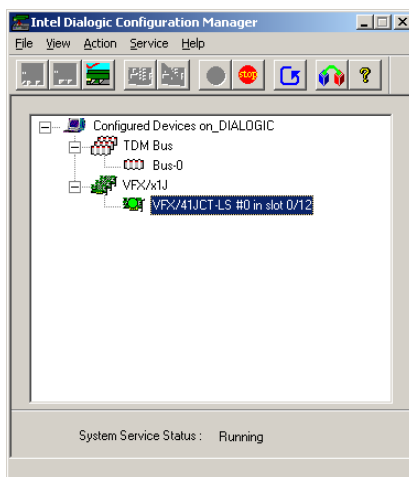 Intel Dialogic Configuration Manager
File View Action Service Help
stop ?
Configured Devices on_DIALOGIC
TDM Bus
Bus-0
VFX/x1J
VFX/41JCT-LS #0 in slot 0/12
System Service Status : Running